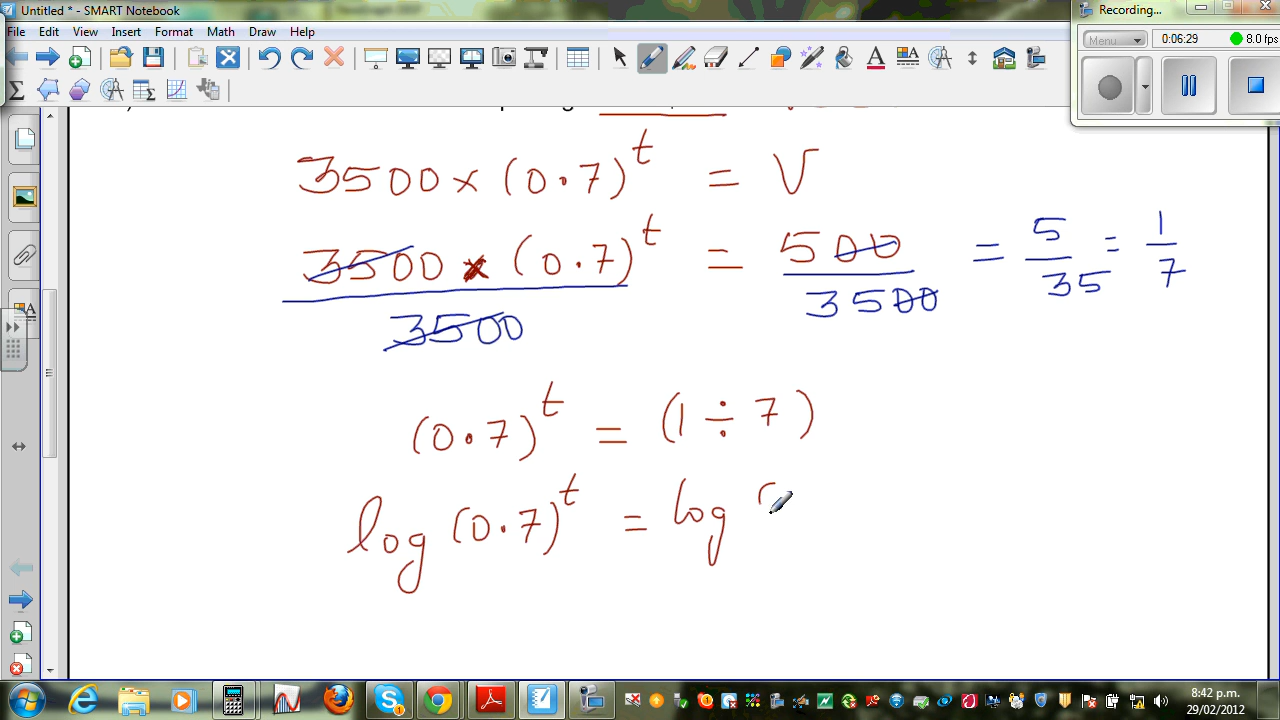 Untitled * - SMART Notebook
Recording...
File Edit View Insert Format Math Draw Help
Menu
0:06:29
8.0 fps
3500 × (0.7)^t = V
3500 × (0.7)^t / 3500 = 500 / 3500 = 5 / 35 = 1 / 7
(0.7)^t = (1 ÷ 7)
log (0.7)^t = log (
8:42 p.m.
29/02/2012